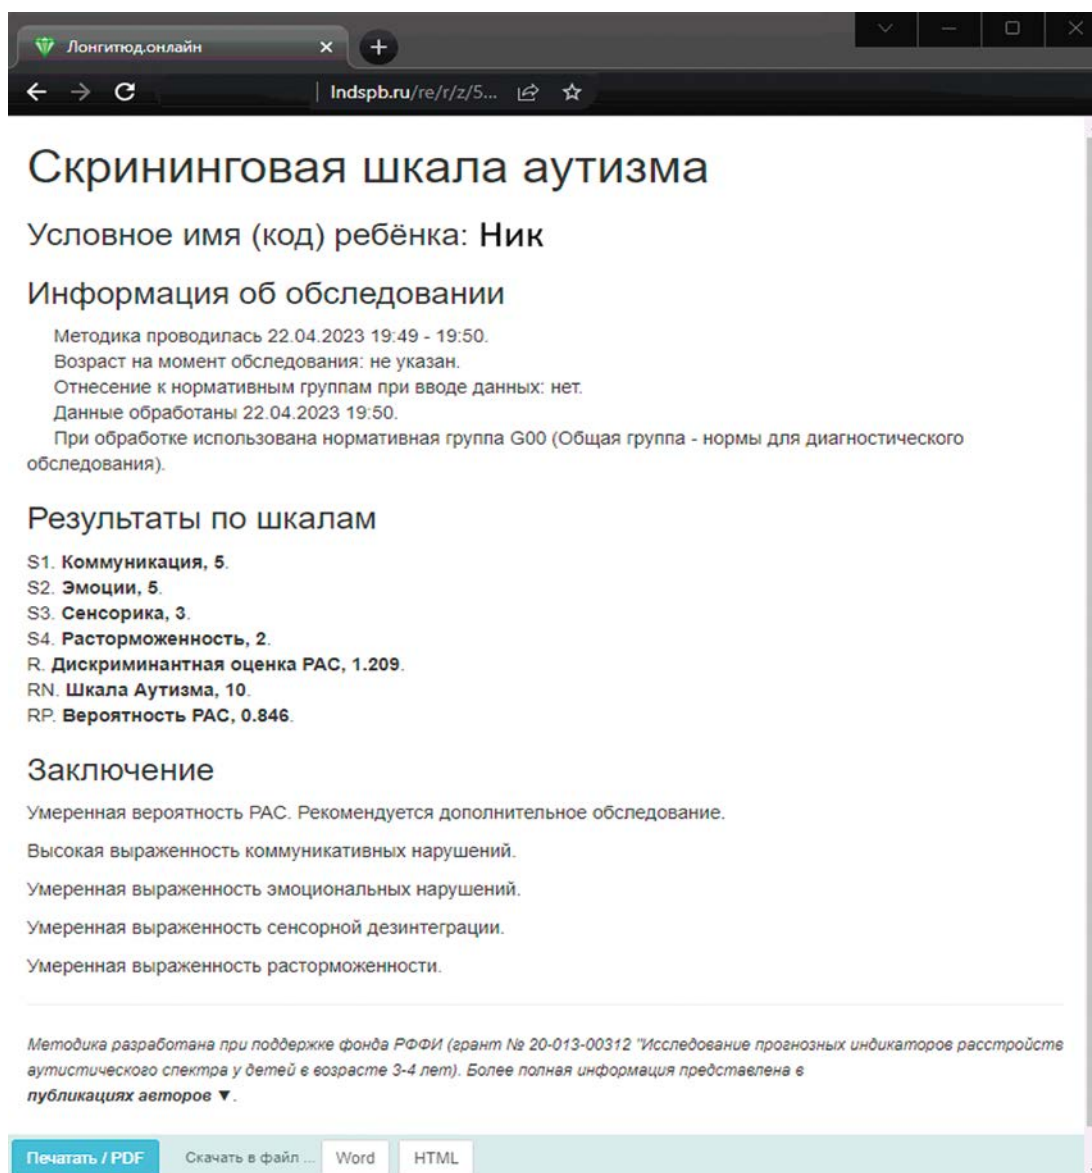 Лонгитюд.онлайн
lndspb.ru/re/r/z/5...
Скрининговая шкала аутизма
Условное имя (код) ребёнка: Ник
Информация об обследовании
Методика проводилась 22.04.2023 19:49 - 19:50.
Возраст на момент обследования: не указан.
Отнесение к нормативным группам при вводе данных: нет.
Данные обработаны 22.04.2023 19:50.
При обработке использована нормативная группа G00 (Общая группа - нормы для диагностического
обследования).
Результаты по шкалам
S1. Коммуникация, 5.
S2. Эмоции, 5.
S3. Сенсорика, 3.
S4. Расторможенность, 2.
R. Дискриминантная оценка РАС, 1.209.
RN. Шкала Аутизма, 10.
RP. Вероятность РАС, 0.846.
Заключение
Умеренная вероятность РАС. Рекомендуется дополнительное обследование.
Высокая выраженность коммуникативных нарушений.
Умеренная выраженность эмоциональных нарушений.
Умеренная выраженность сенсорной дезинтеграции.
Умеренная выраженность расторможенности.
Методика разработана при поддержке фонда РФФИ (грант № 20-013-00312 "Исследование прогнозных индикаторов расстройств
аутистического спектра у детей в возрасте 3-4 лет). Более полная информация представлена в
публикациях авторов ▼.
Печатать / PDF Скачать в файл ... Word HTML